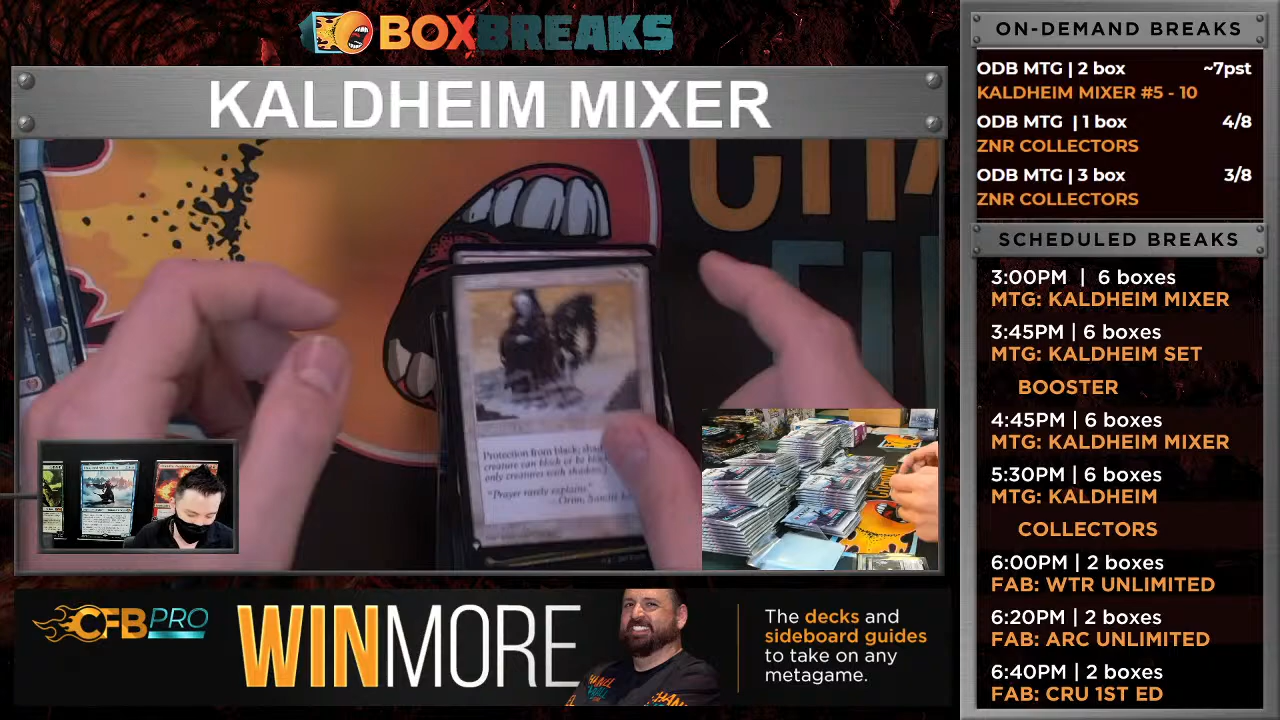 BOXBREAKS
KALDHEIM MIXER
Protection from black; shadow
creature can block or be
only creatures with shadow.)
"Prayer rarely explains."
CFBPRO
WINMORE
The decks and
sideboard guides
to take on any
metagame.
ON-DEMAND BREAKS
ODB MTG | 2 box ~7pst
KALDHEIM MIXER #5 - 10
ODB MTG | 1 box 4/8
ZNR COLLECTORS
ODB MTG | 3 box 3/8
ZNR COLLECTORS
SCHEDULED BREAKS
3:00PM | 6 boxes
MTG: KALDHEIM MIXER
3:45PM | 6 boxes
MTG: KALDHEIM SET
BOOSTER
4:45PM | 6 boxes
MTG: KALDHEIM MIXER
5:30PM | 6 boxes
MTG: KALDHEIM
COLLECTORS
6:00PM | 2 boxes
FAB: WTR UNLIMITED
6:20PM | 2 boxes
FAB: ARC UNLIMITED
6:40PM | 2 boxes
FAB: CRU 1ST ED